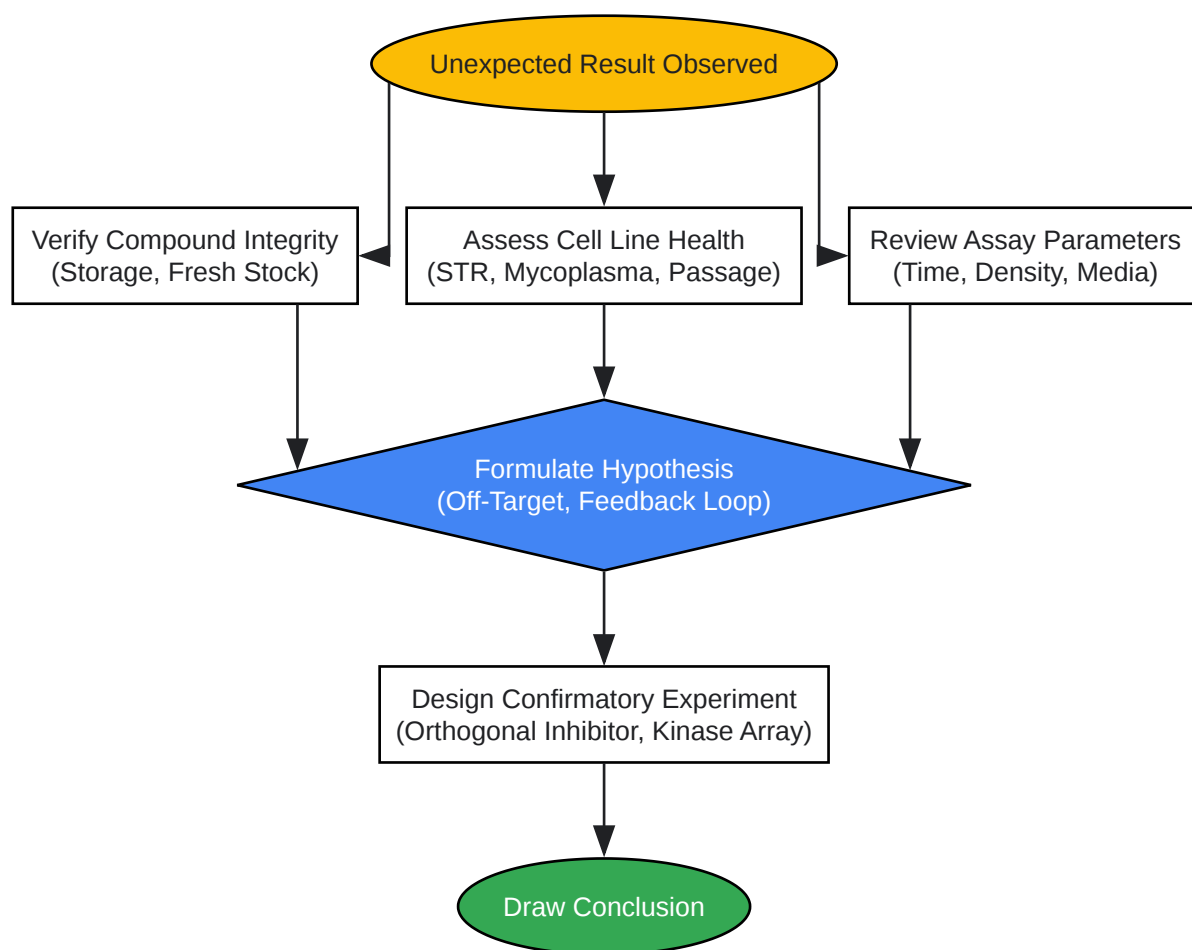 Unexpected Result Observed
Verify Compound Integrity
(Storage, Fresh Stock)
Assess Cell Line Health
(STR, Mycoplasma, Passage)
Review Assay Parameters
(Time, Density, Media)
Formulate Hypothesis
(Off-Target, Feedback Loop)
Design Confirmatory Experiment
(Orthogonal Inhibitor, Kinase Array)
Draw Conclusion